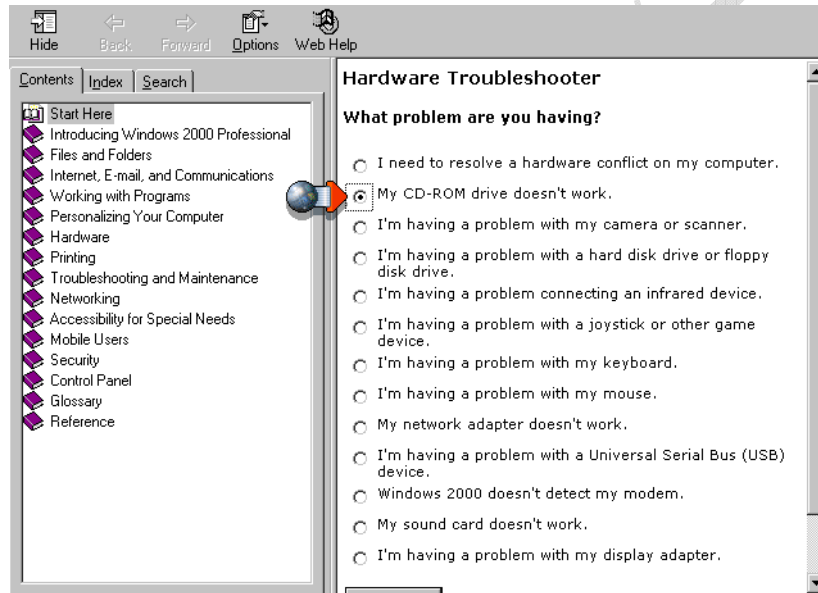 Hide
Back
Forward
Options
Web Help
Contents
Index
Search
Start Here
Introducing Windows 2000 Professional
Files and Folders
Internet, E-mail, and Communications
Working with Programs
Personalizing Your Computer
Hardware
Printing
Troubleshooting and Maintenance
Networking
Accessibility for Special Needs
Mobile Users
Security
Control Panel
Glossary
Reference
Hardware Troubleshooter
What problem are you having?
I need to resolve a hardware conflict on my computer.
My CD-ROM drive doesn't work.
I'm having a problem with my camera or scanner.
I'm having a problem with a hard disk drive or floppy
disk drive.
I'm having a problem connecting an infrared device.
I'm having a problem with a joystick or other game
device.
I'm having a problem with my keyboard.
I'm having a problem with my mouse.
My network adapter doesn't work.
I'm having a problem with a Universal Serial Bus (USB)
device.
Windows 2000 doesn't detect my modem.
My sound card doesn't work.
I'm having a problem with my display adapter.